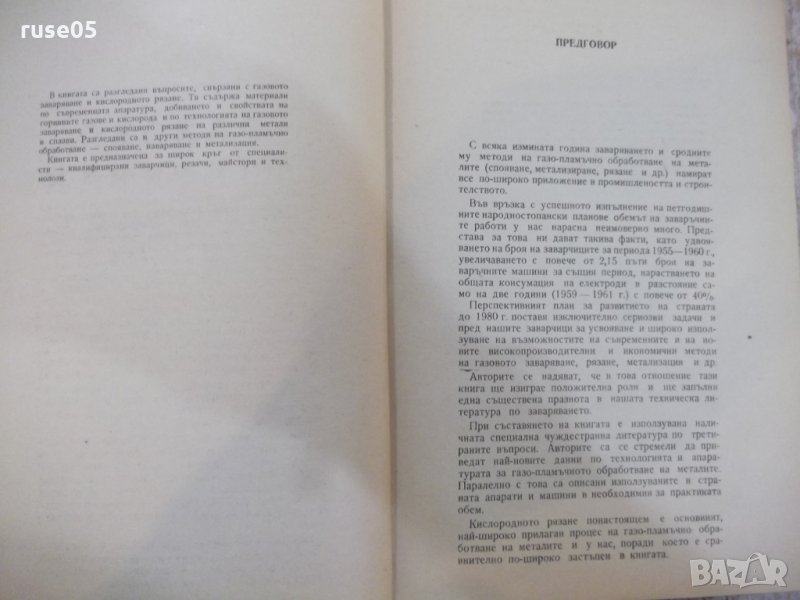 ruse05
В книгата са разгледани въпросите, свързани с газовото
заваряване и кислородното рязане. Тя съдържа материали
по съвременната апаратура, добиването и свойствата на
горивните газове и кислорода и по технологията на газовото
заваряване и кислородното рязане на различни метали
и сплави. Разгледани са и други методи на газо-пламъчно
обработване — спояване, наваряване и метализация.
Книгата е предназначена за широк кръг от специали-
сти — квалифицирани заварчици, резачи, майстори и тех-
нолози.
ПРЕДГОВОР
С всяка измината година заваряването и сродните
му методи на газо-пламъчно обработване на мета-
лите (спояване, метализиране, рязане и др.) намират
все по-широко приложение в промишлеността и строи-
телството.
Във връзка с успешното изпълнение на петгодиш-
ните народностопански планове обемът на заваръчни-
те работи у нас нарасна неимоверно много. Пред-
става за това ни дават такива факти, като удвоя-
ването на броя на заварчиците за периода 1955—1960 г.,
увеличаването с повече от 2,15 пъти броя на за-
варъчните машини за същия период, нарастването на
общата консумация на електроди в разстояние са-
мо на две години (1959 — 1961 г.) с повече от 40%.
Перспективният план за развитието на страната
до 1980 г. поставя изключително сериозни задачи и
пред нашите заварчици за усвояване и широко използ-
зуване на възможностите на съвременните и на но-
вите високопроизводителни и икономични методи
на газовото заваряване, рязане, метализация и др.
Авторите се надяват, че в това отношение тази
книга ще изиграе положителна роля и ще запълни
една съществена празнота в нашата техническа ли-
тература по заваряването.
При съставянето на книгата е използувана нали-
чната специална чуждестранна литература по трети-
раните въпроси. Авторите са се стремели да при-
ведат най-новите данни по технологията и апара-
турата за газо-пламъчното обработване на металите.
Паралелно с това са описани използуваните в стра-
ната апарати и машини в необходимия за практиката
обем.
Кислородното рязане понастоящем е основният,
най-широко прилаган процес на газо-пламъчно обра-
ботване на металите и у нас, поради което е сра-
внително по-широко застъпен в книгата.
BAZAR
.bg